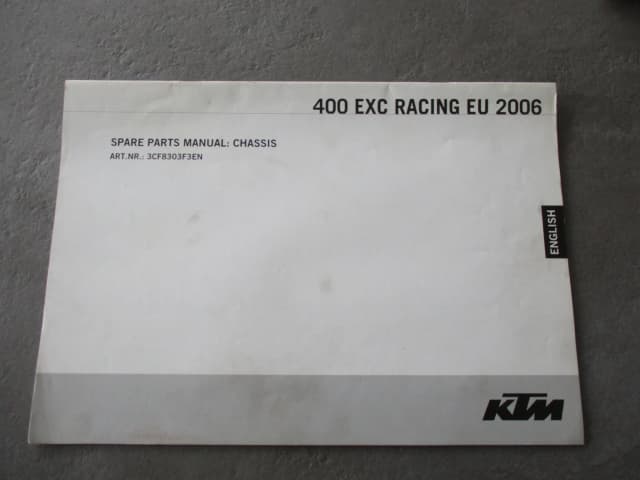 400 EXC RACING EU 2006
SPARE PARTS MANUAL: CHASSIS
ART.NR.: 3CF8303F3EN
ENGLISH
KTM